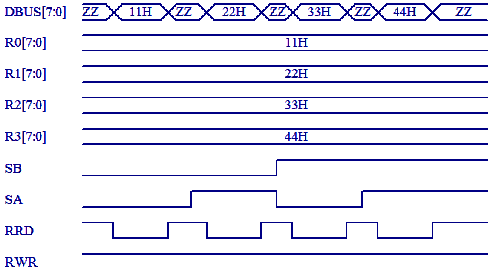 DBUS[7:0] ZZ 11H ZZ 22H ZZ 33H ZZ 44H ZZ
R0[7:0] 11H
R1[7:0] 22H
R2[7:0] 33H
R3[7:0] 44H
SB
SA
RRD
RWR